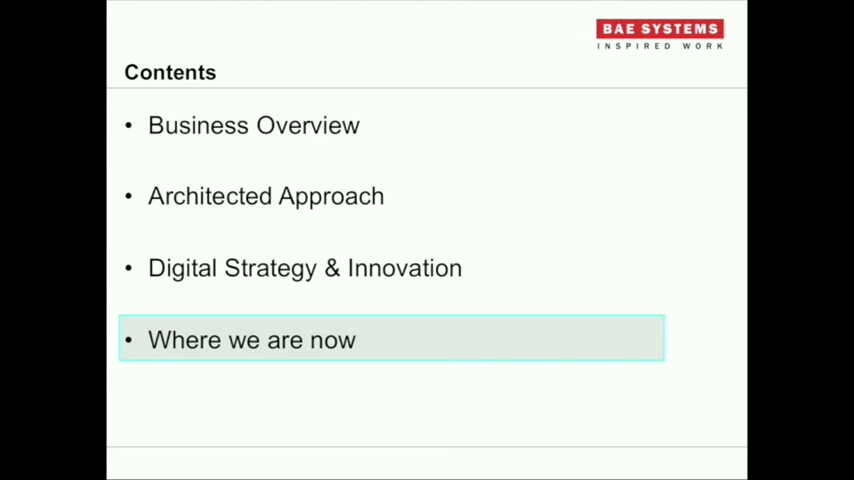 BAE SYSTEMS
INSPIRED WORK
Contents
• Business Overview
• Architected Approach
• Digital Strategy & Innovation
• Where we are now